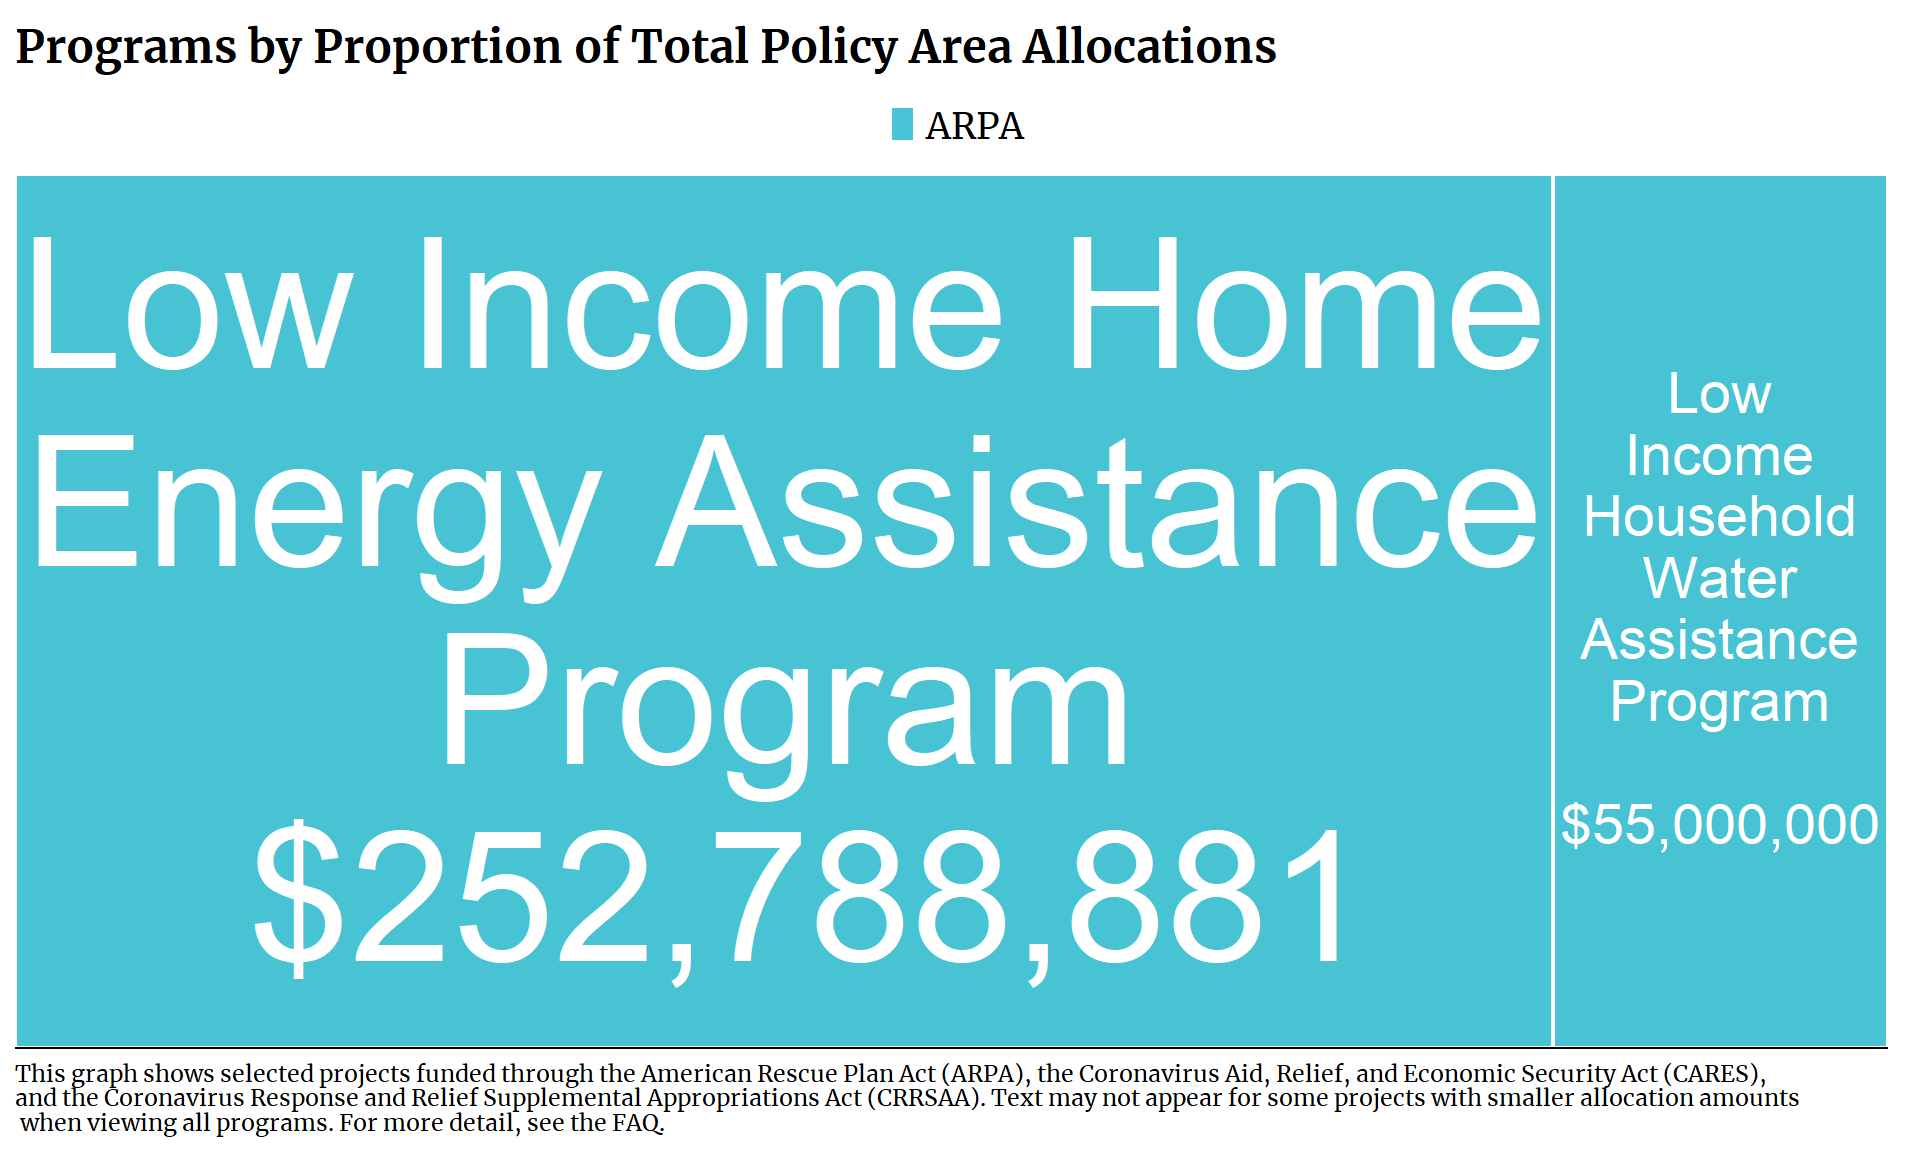 Programs by Proportion of Total Policy Area Allocations
ARPA
Low Income Home
Energy Assistance
Program
$252,788,881
Low
Income
Household
Water
Assistance
Program
$55,000,000
This graph shows selected projects funded through the American Rescue Plan Act (ARPA), the Coronavirus Aid, Relief, and Economic Security Act (CARES),
and the Coronavirus Response and Relief Supplemental Appropriations Act (CRRSAA). Text may not appear for some projects with smaller allocation amounts
when viewing all programs. For more detail, see the FAQ.